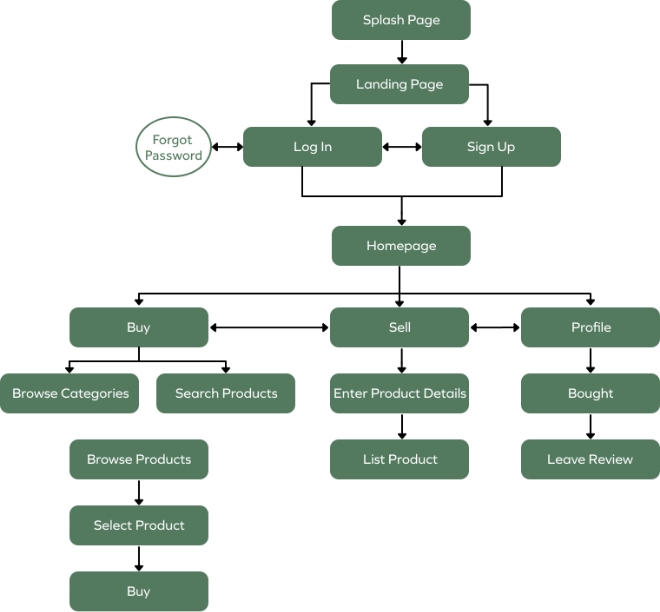 Splash Page
Landing Page
Forgot
Password
Log In
Sign Up
Homepage
Buy
Sell
Profile
Browse Categories
Search Products
Enter Product Details
Bought
Browse Products
List Product
Leave Review
Select Product
Buy